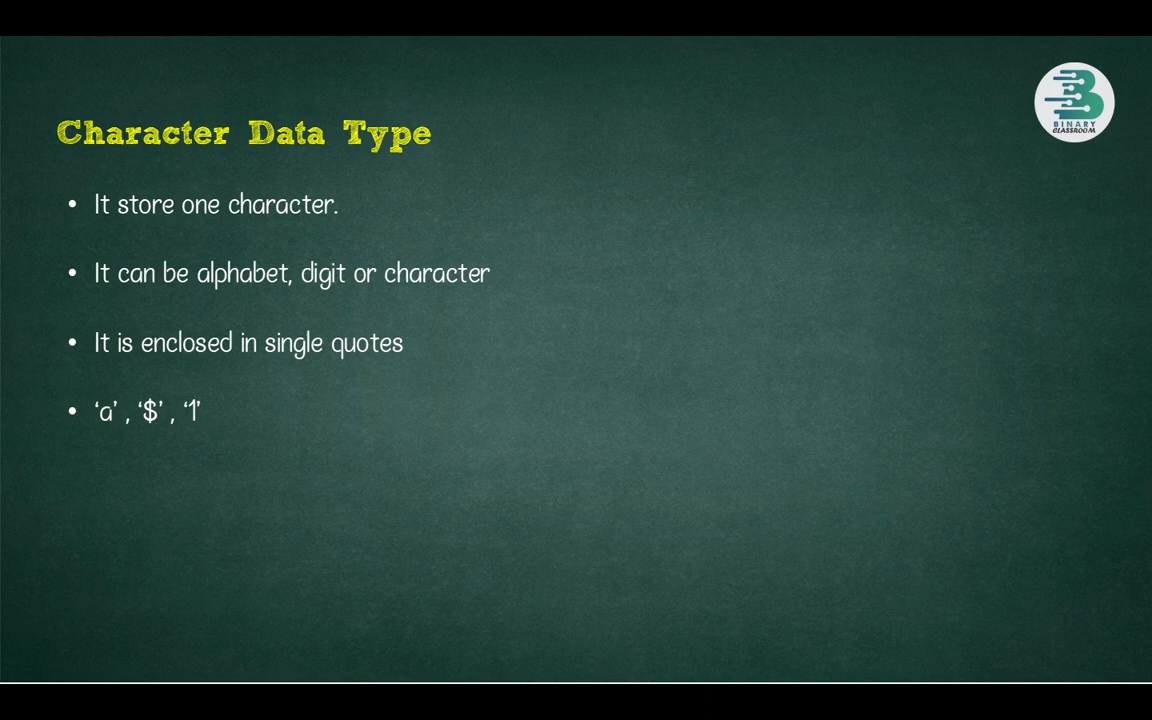 BINARY
CLASSROOM
Character Data Type
• It store one character.
• It can be alphabet, digit or character
• It is enclosed in single quotes
• ‘a’ , ‘$’ , ‘1’